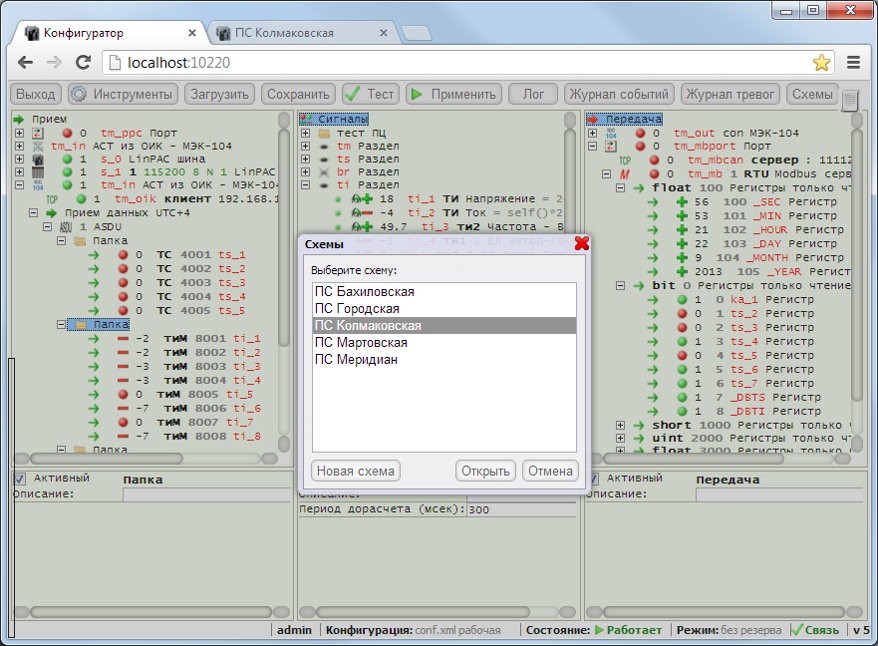 Конфигуратор
ПС Колмаковская
localhost:10220
Выход Инструменты Загрузить Сохранить Тест Применить Лог Журнал событий Журнал тревог Схемы
Прием
0 tm_ppc Порт
tm_in АСТ из ОИК - МЭК-104
1 s_0 LinPAC шина
1 s_1 1 115200 8 N 1 LinPAC
1 tm_in АСТ из ОИК - МЭК-104
TCP 1 tm_oik клиент 192.168.1
Прием данных UTC+4
ASDU 1 ASDU
Папка
0 ТС 4001 ts_1
0 ТС 4002 ts_2
0 ТС 4003 ts_3
0 ТС 4004 ts_4
0 ТС 4005 ts_5
Папка
-2 ТИМ 8001 ti_1
-2 ТИМ 8002 ti_2
-3 ТИМ 8003 ti_3
-3 ТИМ 8004 ti_4
0 ТИМ 8005 ti_5
-7 ТИМ 8006 ti_6
0 ТИМ 8007 ti_7
-7 ТИМ 8008 ti_8
Папка
Активный Папка
Описание:
Сигналы
тест ПЦ
tm Раздел
ts Раздел
br Раздел
ti Раздел
18 ti_1 ТИ Напряжение = 2
-4 ti_2 ТИ Ток = self()*2
49.7 ti_3 ТИ2 Частота - В
Схемы
Выберите схему:
ПС Бахиловская
ПС Городская
ПС Колмаковская
ПС Мартовская
ПС Меридиан
Новая схема Открыть Отмена
Описание:
Период дорасчета (мсек): 300
Передача
0 tm_out con МЭК-104
0 tm_mbport Порт
TCP 0 tm_mbcan сервер : 11112
M 0 tm_mb 1 RTU Modbus серве
float 100 Регистры только чт
56 100 _SEC Регистр
53 101 _MIN Регистр
21 102 _HOUR Регистр
22 103 _DAY Регистр
9 104 _MONTH Регистр
2013 105 _YEAR Регистр
bit 0 Регистры только чтение
1 0 ka_1 Регистр
0 1 ts_2 Регистр
0 2 ts_3 Регистр
1 3 ts_4 Регистр
0 4 ts_5 Регистр
1 5 ts_6 Регистр
1 6 ts_7 Регистр
1 7 _DBTS Регистр
1 8 _DBTI Регистр
short 1000 Регистры только ч
uint 2000 Регистры только чт
float 3000 Регистры только ч
Активный Передача
Описание:
admin Конфигурация: conf.xml рабочая Состояние: Работает Режим: без резерва Связь v 5